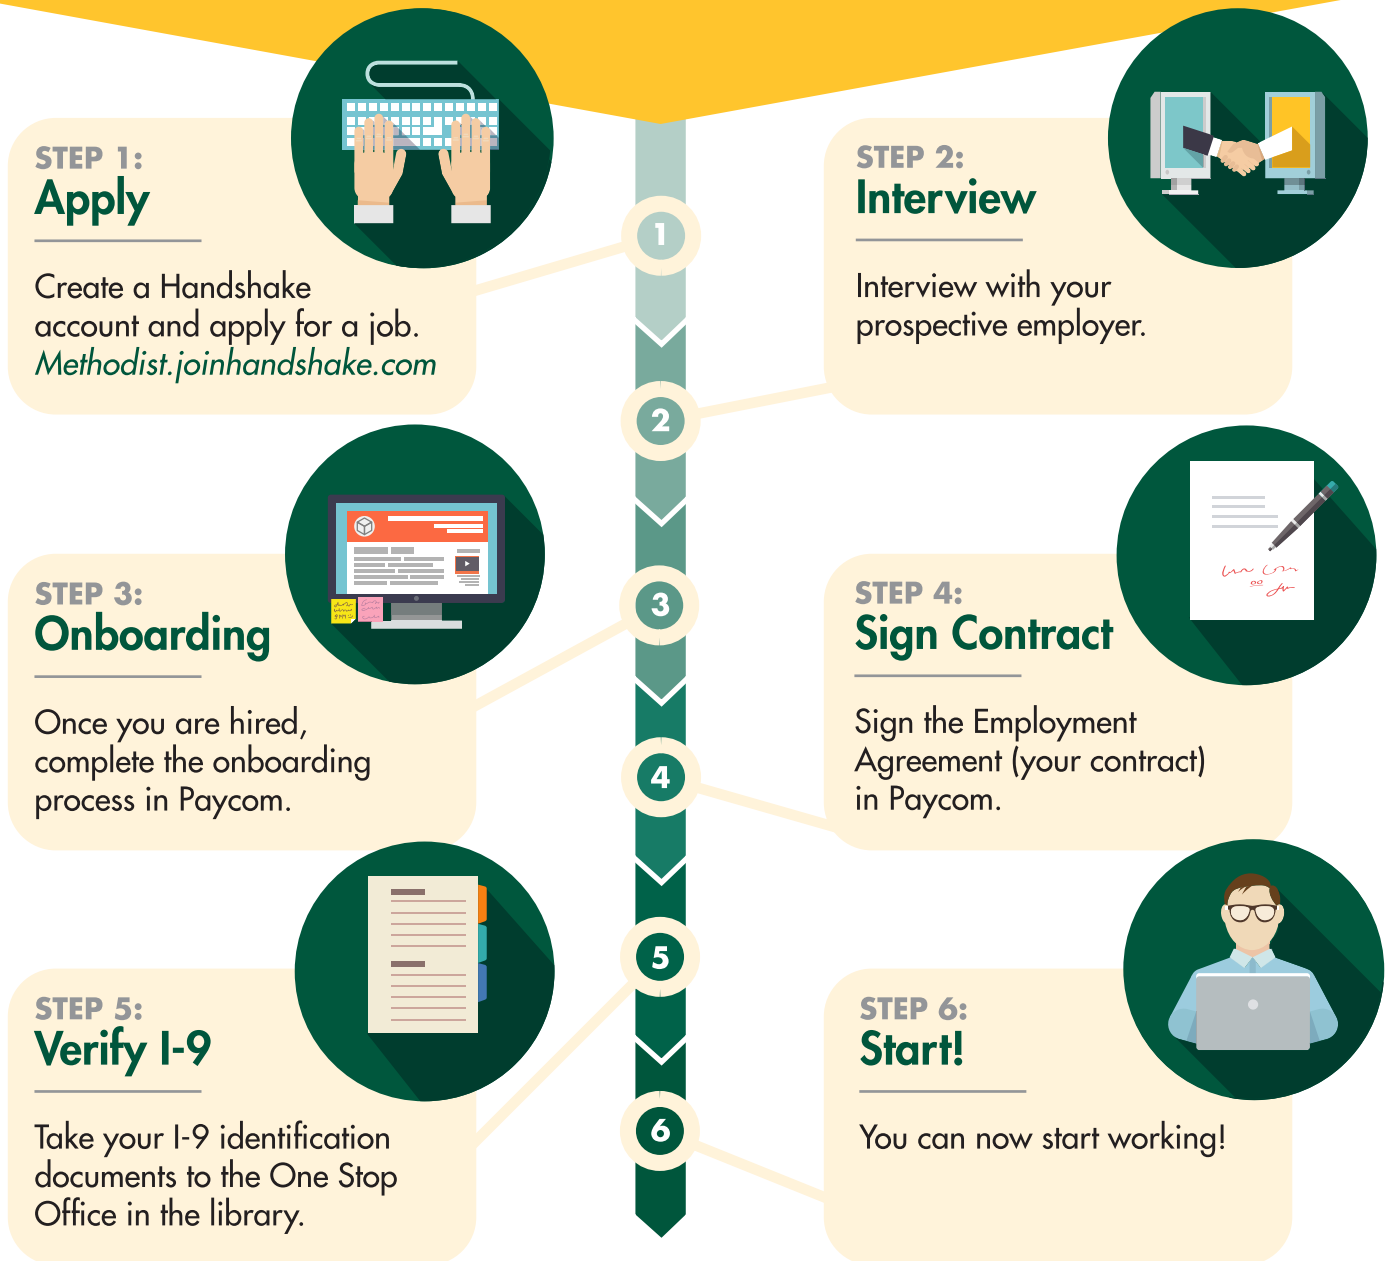 STEP 1:
Apply
Create a Handshake
account and apply for a job.
Methodist.joinhandshake.com
1
STEP 2:
Interview
Interview with your
prospective employer.
2
STEP 3:
Onboarding
Once you are hired,
complete the onboarding
process in Paycom.
3
STEP 4:
Sign Contract
Sign the Employment
Agreement (your contract)
in Paycom.
4
STEP 5:
Verify I-9
Take your I-9 identification
documents to the One Stop
Office in the library.
5
STEP 6:
Start!
You can now start working!
6